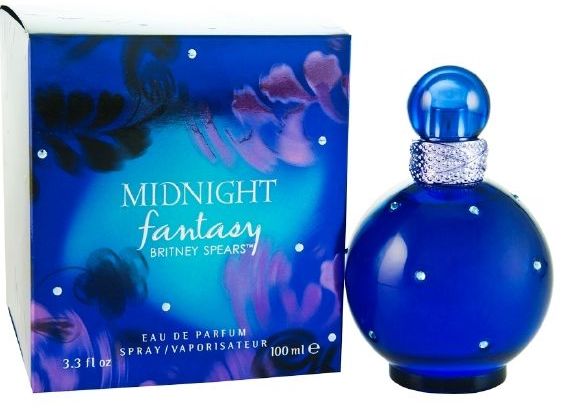 MIDNIGHT
fantasy
BRITNEY SPEARS™
EAU DE PARFUM
3.3 fl oz SPRAY/VAPORISATEUR 100 ml ℮